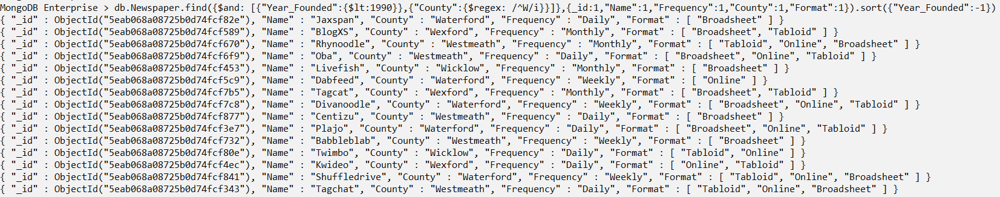 MongoDB Enterprise > db.Newspaper.find({$and: [{"Year_Founded":{$lt:1990}},{"County":{$regex: /^W/i}}]},{_id:1,"Name":1,"Frequency":1,"County":1,"Format":1}).sort({"Year_Founded":-1})
{ "_id" : ObjectId("5eab068a08725b0d74fcf82e"), "Name" : "Jaxspan", "County" : "Waterford", "Frequency" : "Daily", "Format" : [ "Broadsheet" ] }
{ "_id" : ObjectId("5eab068a08725b0d74fcf589"), "Name" : "BlogXS", "County" : "Wexford", "Frequency" : "Monthly", "Format" : [ "Broadsheet", "Tabloid" ] }
{ "_id" : ObjectId("5eab068a08725b0d74fcf670"), "Name" : "Rhynoodle", "County" : "Westmeath", "Frequency" : "Monthly", "Format" : [ "Tabloid", "Online", "Broadsheet" ] }
{ "_id" : ObjectId("5eab068a08725b0d74fcf6f9"), "Name" : "Oba", "County" : "Westmeath", "Frequency" : "Daily", "Format" : [ "Broadsheet", "Online", "Tabloid" ] }
{ "_id" : ObjectId("5eab068a08725b0d74fcf453"), "Name" : "Livefish", "County" : "Wicklow", "Frequency" : "Monthly", "Format" : [ "Broadsheet" ] }
{ "_id" : ObjectId("5eab068a08725b0d74fcf5c9"), "Name" : "Dabfeed", "County" : "Waterford", "Frequency" : "Weekly", "Format" : [ "Online" ] }
{ "_id" : ObjectId("5eab068a08725b0d74fcf7b5"), "Name" : "Tagcat", "County" : "Wexford", "Frequency" : "Monthly", "Format" : [ "Broadsheet", "Tabloid" ] }
{ "_id" : ObjectId("5eab068a08725b0d74fcf7c8"), "Name" : "Divanoodle", "County" : "Waterford", "Frequency" : "Weekly", "Format" : [ "Broadsheet", "Online", "Tabloid" ] }
{ "_id" : ObjectId("5eab068a08725b0d74fcf877"), "Name" : "Centizu", "County" : "Westmeath", "Frequency" : "Daily", "Format" : [ "Broadsheet" ] }
{ "_id" : ObjectId("5eab068a08725b0d74fcf3e7"), "Name" : "Plajo", "County" : "Waterford", "Frequency" : "Daily", "Format" : [ "Broadsheet", "Online", "Tabloid" ] }
{ "_id" : ObjectId("5eab068a08725b0d74fcf732"), "Name" : "Babbleblab", "County" : "Westmeath", "Frequency" : "Weekly", "Format" : [ "Broadsheet" ] }
{ "_id" : ObjectId("5eab068a08725b0d74fcf80e"), "Name" : "Twimbo", "County" : "Wicklow", "Frequency" : "Daily", "Format" : [ "Tabloid", "Online" ] }
{ "_id" : ObjectId("5eab068a08725b0d74fcf4ec"), "Name" : "Kwideo", "County" : "Wexford", "Frequency" : "Daily", "Format" : [ "Online", "Tabloid" ] }
{ "_id" : ObjectId("5eab068a08725b0d74fcf841"), "Name" : "Shuffledrive", "County" : "Waterford", "Frequency" : "Weekly", "Format" : [ "Tabloid", "Online", "Broadsheet" ] }
{ "_id" : ObjectId("5eab068a08725b0d74fcf343"), "Name" : "Tagchat", "County" : "Westmeath", "Frequency" : "Daily", "Format" : [ "Tabloid", "Online", "Broadsheet" ] }